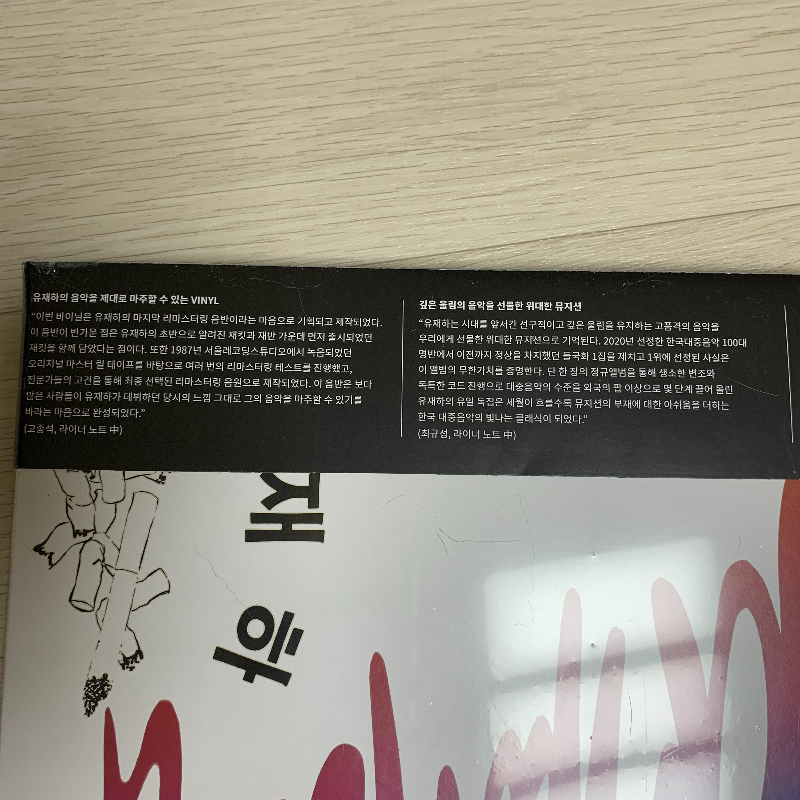 유재하의 음악을 제대로 마주할 수 있는 VINYL
“이번 바이닐은 유재하의 마지막 리마스터링 음반이라는 마음으로 기획되고 제작되었다.
이 음반이 반가운 점은 유재하의 초반으로 알려진 재킷과 재반 가운데 먼저 출시되었던
재킷을 함께 담았다는 점이다. 또한 1987년 서울레코딩스튜디오에서 녹음되었던
오리지널 마스터 릴 테이프를 바탕으로 여러 번의 리마스터링 테스트를 진행했고,
전문가들의 고견을 통해 최종 선택된 리마스터링 음원으로 제작되었다. 이 음반은 보다
많은 사람들이 유재하가 데뷔하던 당시의 느낌 그대로 그의 음악을 마주할 수 있기를
바라는 마음으로 완성되었다.”
(고종석, 라이너 노트 中)
깊은 울림의 음악을 선물한 위대한 뮤지션
“유재하는 시대를 앞서간 선구적이고 깊은 울림을 유지하는 고품격의 음악을
우리에게 선물한 위대한 뮤지션으로 기억된다. 2020년 선정한 한국대중음악 100대
명반에서 이전까지 정상을 차지했던 들국화 1집을 제치고 1위에 선정된 사실은
이 앨범의 무한가치를 증명한다. 단 한 장의 정규앨범을 통해 생소한 변조와
독특한 코드 진행으로 대중음악의 수준을 외국의 팝 이상으로 몇 단계 끌어 올린
유재하의 유일 독집은 세월이 흐를수록 뮤지션의 부재에 대한 아쉬움을 더하는
한국 대중음악의 빛나는 클래식이 되었다.”
(최규성, 라이너 노트 中)
재
하